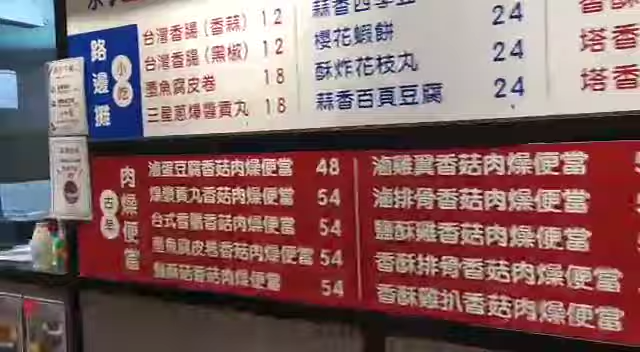 路邊攤
小吃
台灣香腸(香蒜) 12
台灣香腸(黑椒) 12
墨魚腐皮卷 18
三星蔥爆醬貢丸 18
蒜香四季豆 24
櫻花蝦餅 24
酥炸花枝丸 24
蒜香百頁豆腐 24
塔香
塔香
古早
肉燥便當
滷蛋豆腐香菇肉燥便當 48
爆漿貢丸香菇肉燥便當 54
台式香腸香菇肉燥便當 54
墨魚腐皮卷香菇肉燥便當 54
香菇肉燥便當 54
滷雞翼香菇肉燥便當
滷排骨香菇肉燥便當
鹽酥雞香菇肉燥便當
香酥排骨香菇肉燥便當
香酥雞扒香菇肉燥便當